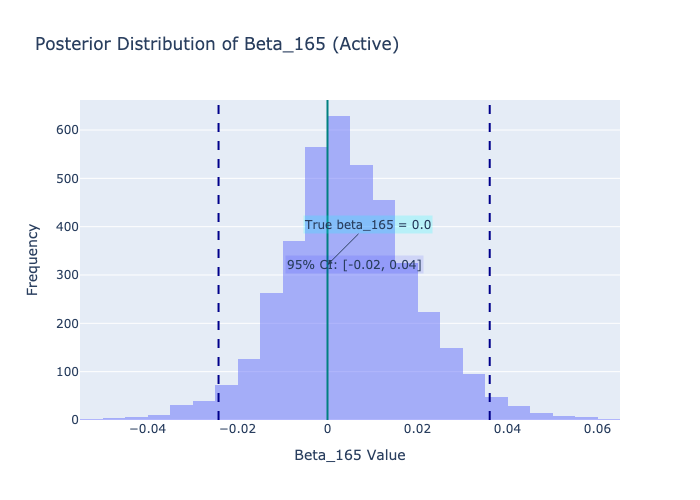 Posterior Distribution of Beta_165 (Active)
600
500
400
300
200
100
0
Frequency
True beta_165 = 0.0
95% CI: [-0.02, 0.04]
−0.04
−0.02
0
0.02
0.04
0.06
Beta_165 Value